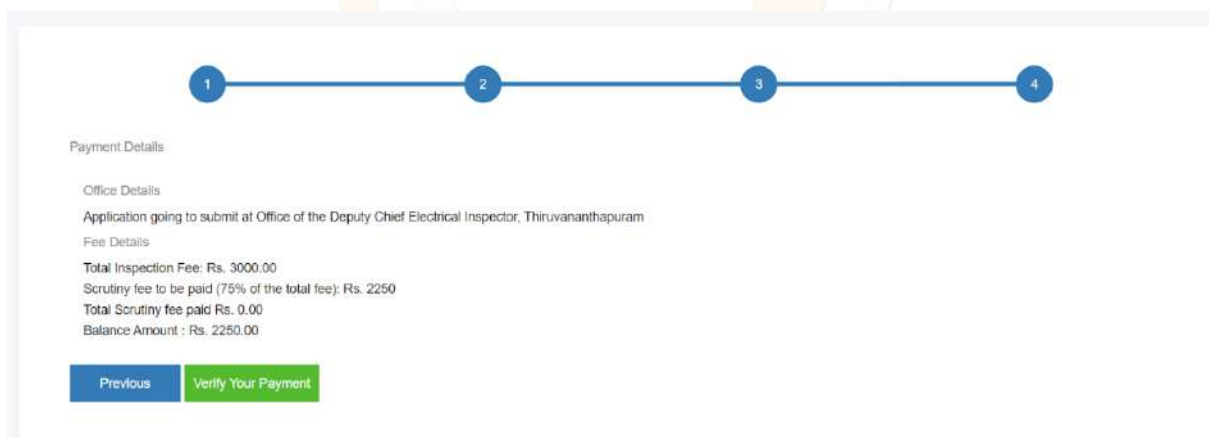 1
2
3
4
Payment Details
Office Details
Application going to submit at Office of the Deputy Chief Electrical Inspector, Thiruvananthapuram
Fee Details
Total Inspection Fee: Rs. 3000.00
Scrutiny fee to be paid (75% of the total fee): Rs. 2250
Total Scrutiny fee paid Rs. 0.00
Balance Amount : Rs. 2250.00
Previous Verify Your Payment